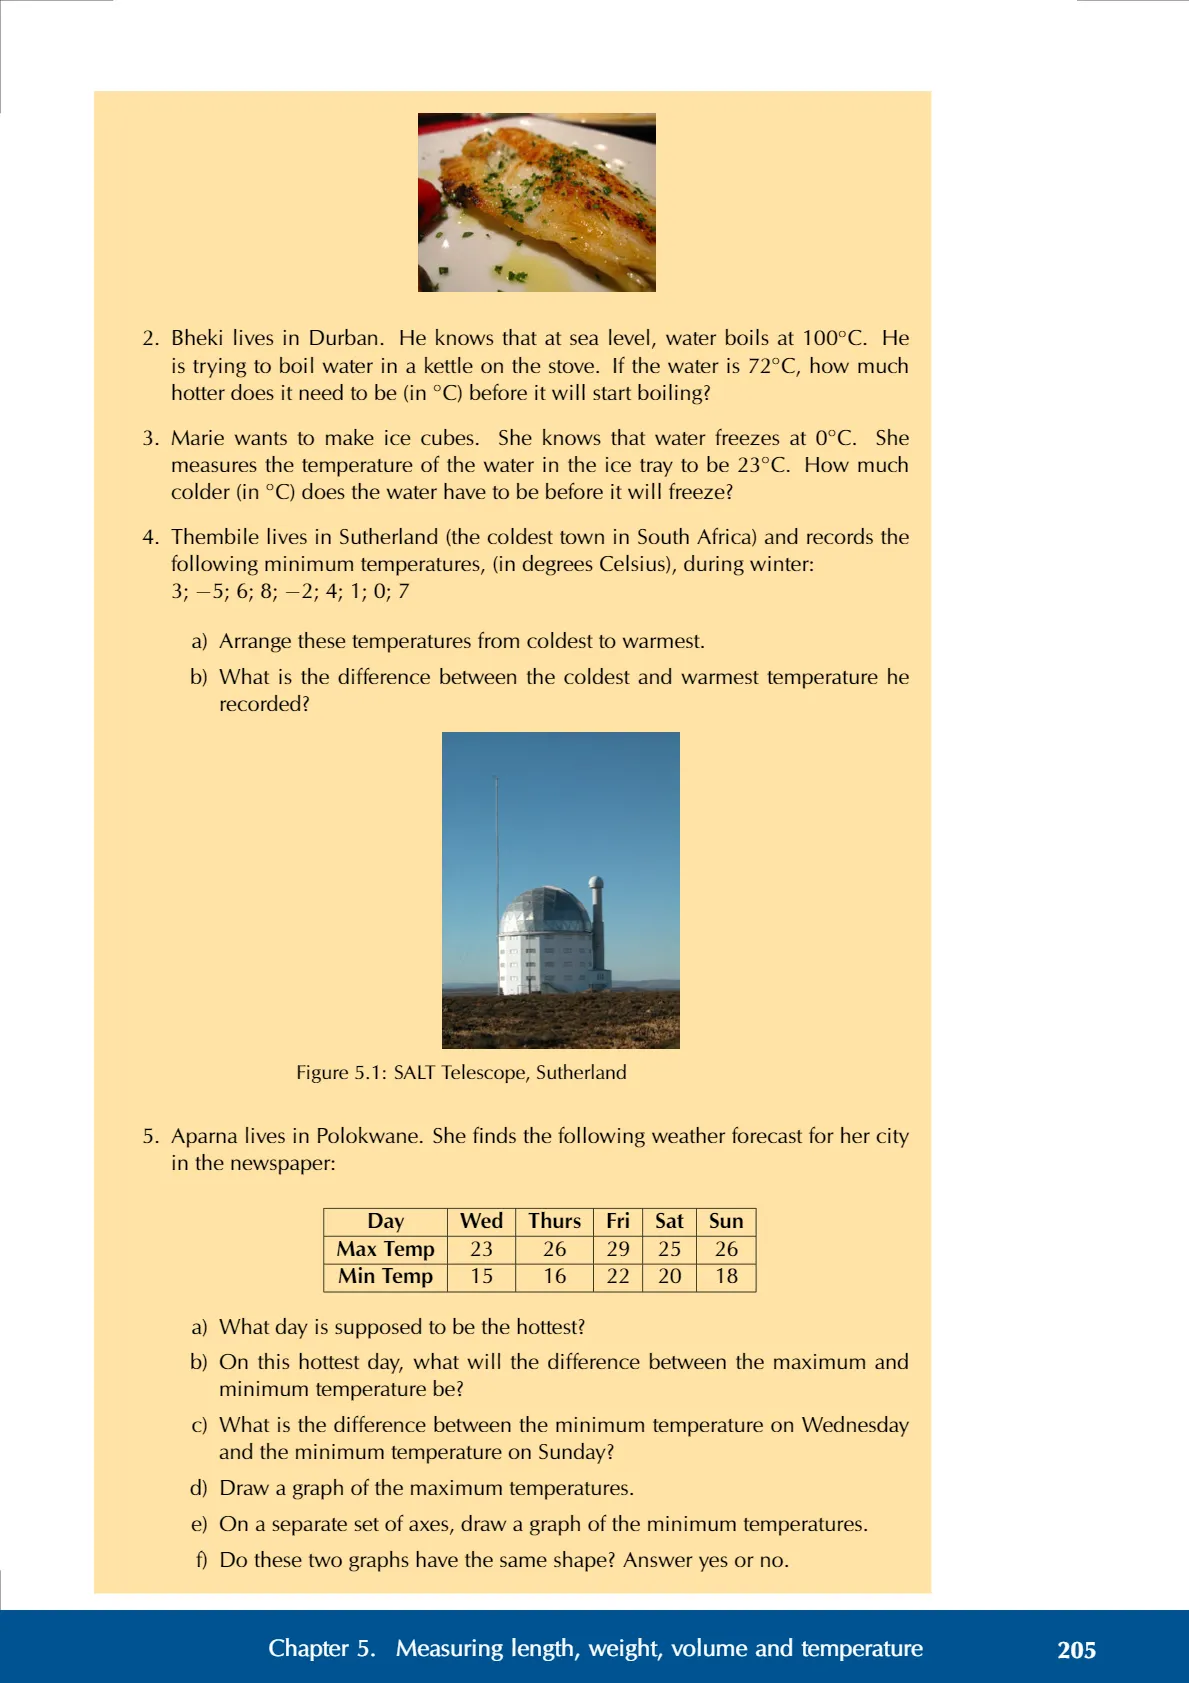 2. Bheki lives in Durban. He knows that at sea level, water boils at 100°C. He
is trying to boil water in a kettle on the stove. If the water is 72°C, how much
hotter does it need to be (in °C) before it will start boiling?
3. Marie wants to make ice cubes. She knows that water freezes at 0°C. She
measures the temperature of the water in the ice tray to be 23°C. How much
colder (in °C) does the water have to be before it will freeze?
4. Thembile lives in Sutherland (the coldest town in South Africa) and records the
following minimum temperatures, (in degrees Celsius), during winter:
3; −5; 6; 8; −2; 4; 1; 0; 7
a) Arrange these temperatures from coldest to warmest.
b) What is the difference between the coldest and warmest temperature he
recorded?
Figure 5.1: SALT Telescope, Sutherland
5. Aparna lives in Polokwane. She finds the following weather forecast for her city
in the newspaper:
Day Wed Thurs Fri Sat Sun
Max Temp 23 26 29 25 26
Min Temp 15 16 22 20 18
a) What day is supposed to be the hottest?
b) On this hottest day, what will the difference between the maximum and
minimum temperature be?
c) What is the difference between the minimum temperature on Wednesday
and the minimum temperature on Sunday?
d) Draw a graph of the maximum temperatures.
e) On a separate set of axes, draw a graph of the minimum temperatures.
f) Do these two graphs have the same shape? Answer yes or no.
Chapter 5. Measuring length, weight, volume and temperature 205